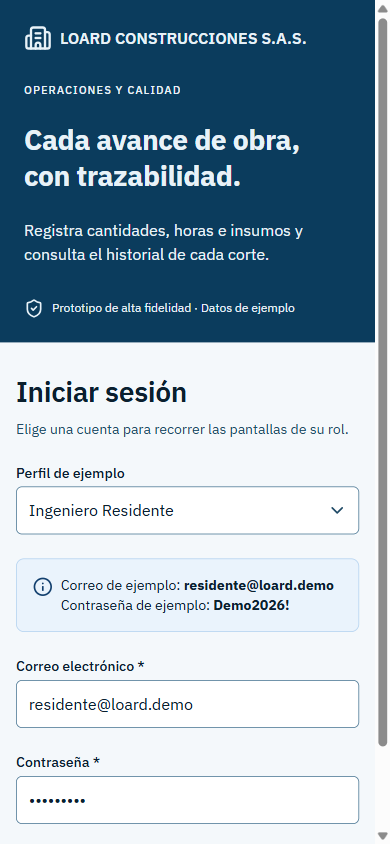 LOARD CONSTRUCCIONES S.A.S.
OPERACIONES Y CALIDAD
Cada avance de obra,
con trazabilidad.
Registra cantidades, horas e insumos y
consulta el historial de cada corte.
Prototipo de alta fidelidad · Datos de ejemplo
Iniciar sesión
Elige una cuenta para recorrer las pantallas de su rol.
Perfil de ejemplo
Ingeniero Residente
Correo de ejemplo: residente@loard.demo
Contraseña de ejemplo: Demo2026!
Correo electrónico *
residente@loard.demo
Contraseña *
•••••••••